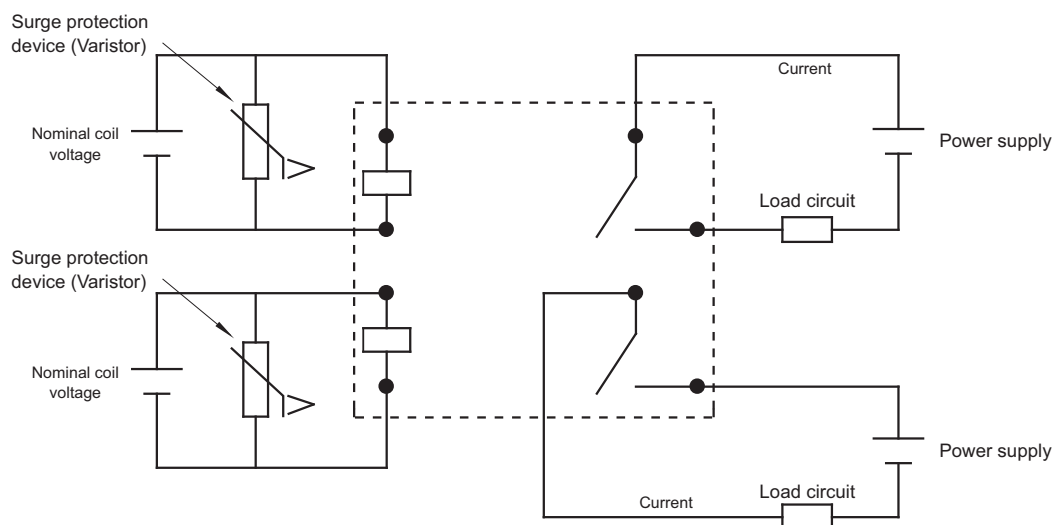 Surge protection
device (Varistor)
Nominal coil
voltage
Current
Power supply
Load circuit
Surge protection
device (Varistor)
Nominal coil
voltage
Power supply
Load circuit
Current